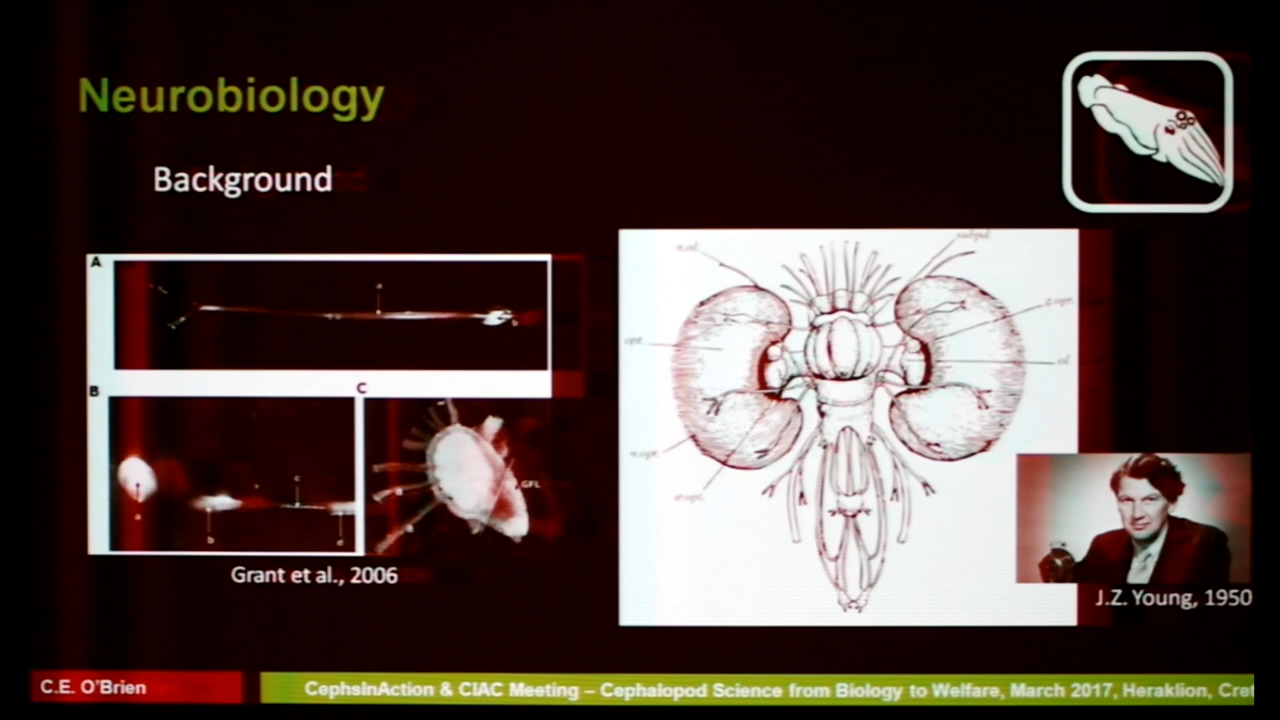 Neurobiology
Background
A
B
C
GFL
Grant et al., 2006
J.Z. Young, 1950
C.E. O'Brien
CephsInAction & CIAC Meeting – Cephalopod Science from Biology to Welfare, March 2017, Heraklion, Cret